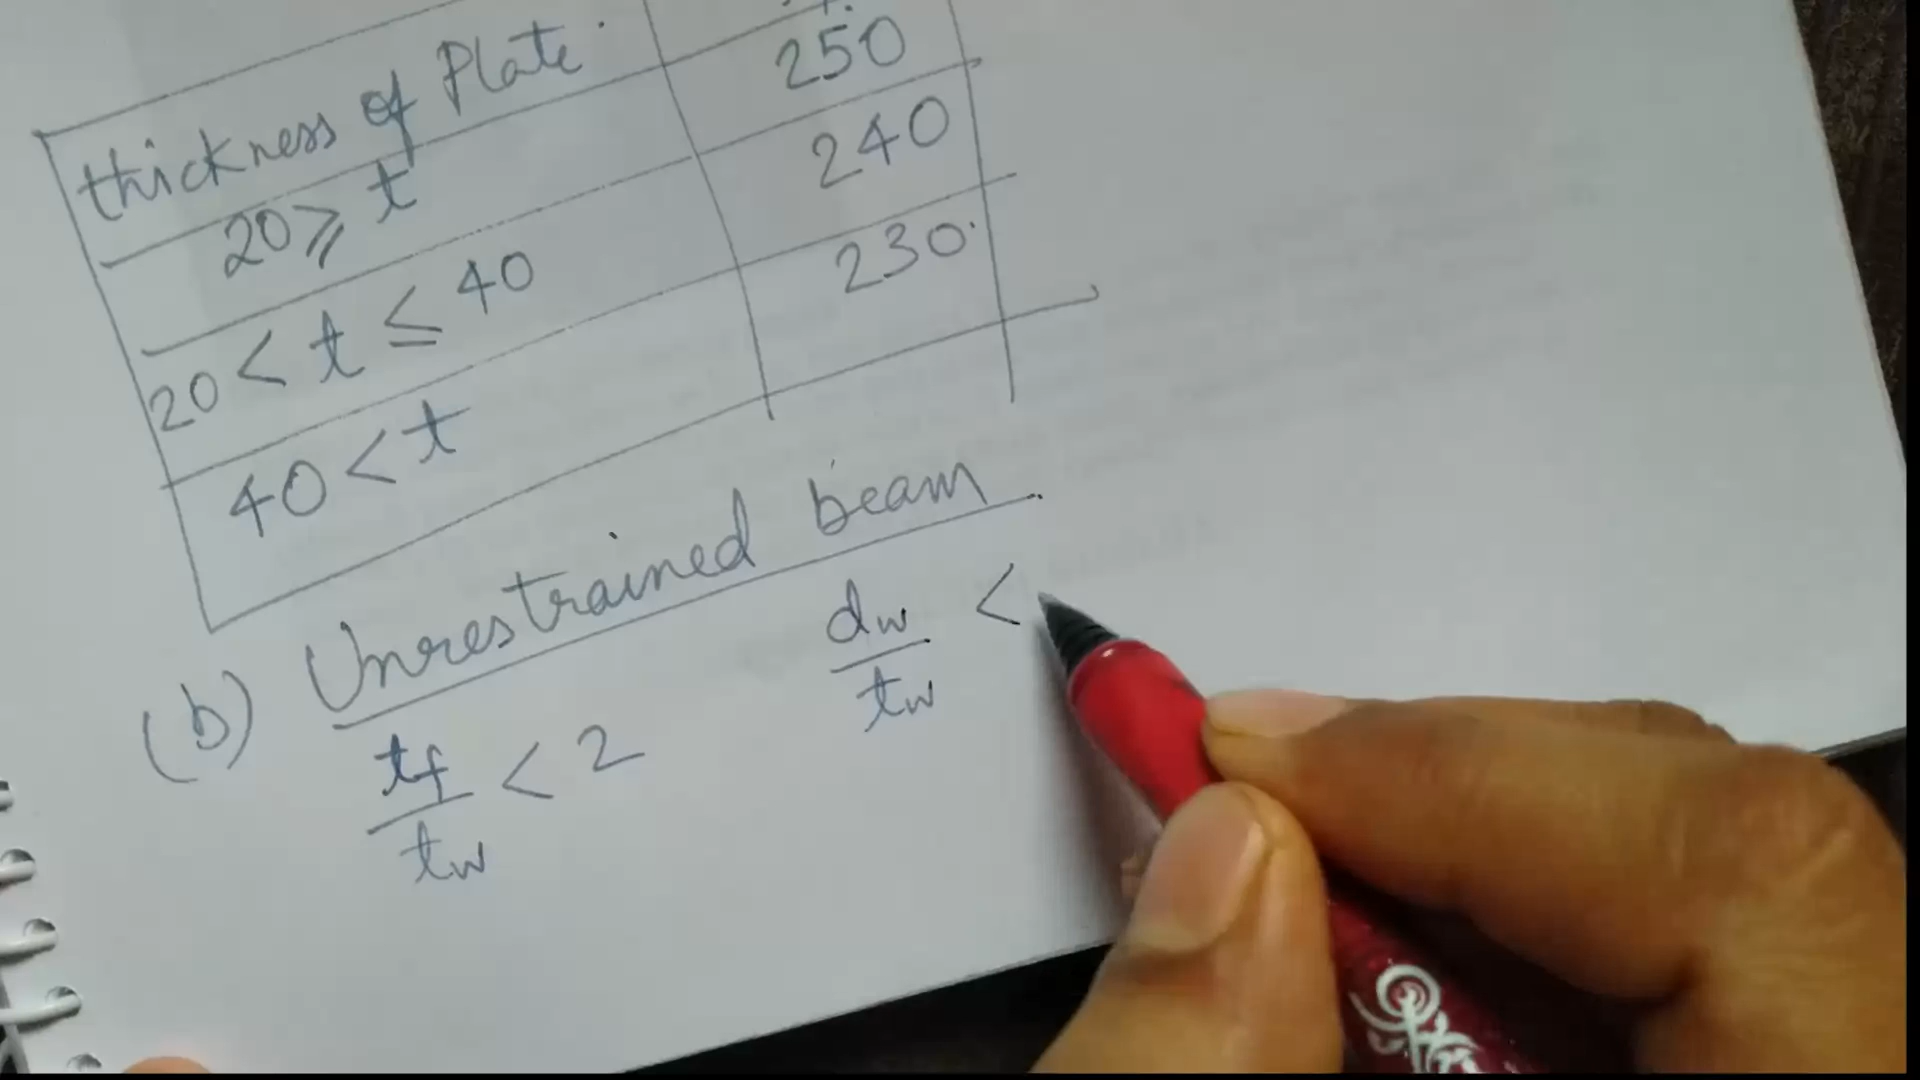 thickness of Plate
250
20 ⩾ t
240
20 < t ≤ 40
230
40 < t
(b) Unrestrained beam
tf/tw < 2
dw/tw <